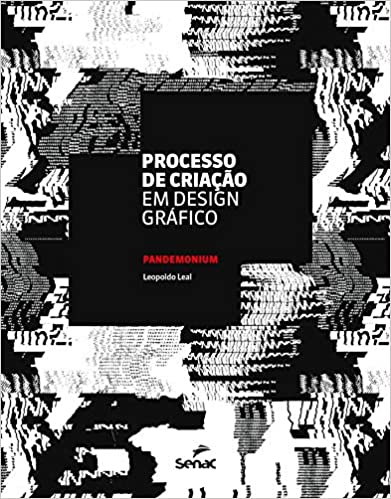 PROCESSO
DE CRIAÇÃO
EM DESIGN
GRÁFICO
PANDEMONIUM
Leopoldo Leal
senac